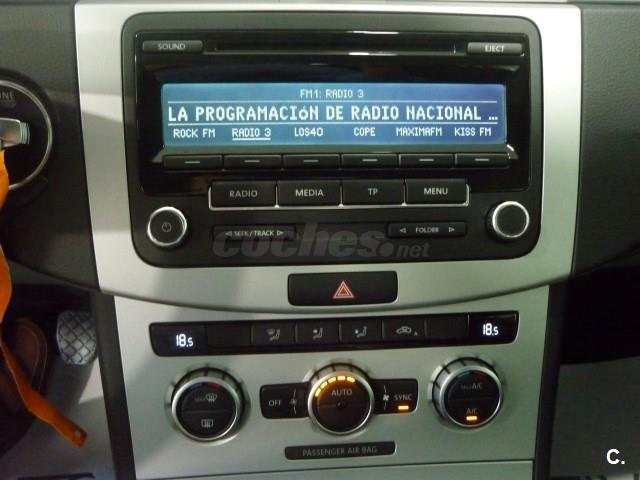 SOUND
EJECT
FM1: RADIO 3
LA PROGRAMACIóN DE RADIO NACIONAL ...
ROCK FM RADIO 3 LOS40 COPE MAXIMAFM KISS FM
RADIO MEDIA TP MENU
SEEK/TRACK FOLDER
coches.net
18.5 A 18.5
OFF AUTO SYNC MAX A/C
MAX A/C
PASSENGER AIR BAG
C.